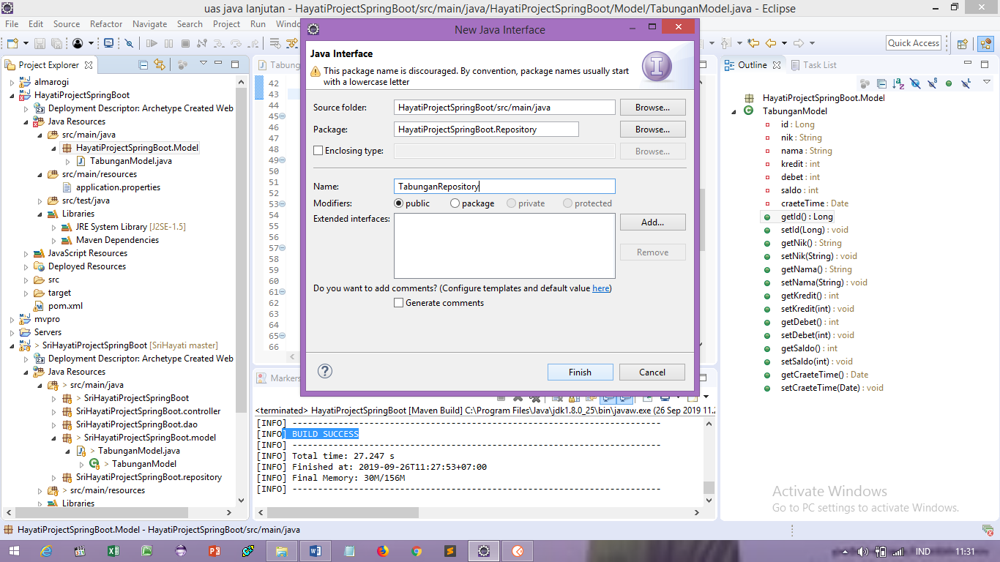 uas java lanjutan - HayatiProjectSpringBoot/src/main/java/HayatiProjectSpringBoot/Model/TabunganModel.java - Eclipse
File Edit Source Refactor Navigate Search Project Run
Quick Access
Project Explorer
almarogi
HayatiProjectSpringBoot
Deployment Descriptor: Archetype Created Web
Java Resources
src/main/java
HayatiProjectSpringBoot.Model
TabunganModel.java
src/main/resources
application.properties
src/test/java
Libraries
JRE System Library [J2SE-1.5]
Maven Dependencies
JavaScript Resources
Deployed Resources
src
target
pom.xml
mvpro
Servers
> SriHayatiProjectSpringBoot [SriHayati master]
Deployment Descriptor: Archetype Created Web
Java Resources
> src/main/java
> SriHayatiProjectSpringBoot
> SriHayatiProjectSpringBoot.controller
> SriHayatiProjectSpringBoot.dao
> SriHayatiProjectSpringBoot.model
> TabunganModel.java
> TabunganModel
SriHayatiProjectSpringBoot.repository
> src/main/resources
Libraries
42
43
44
45
46
47
48
49
50
51
52
53
54
55
56
57
58
59
60
61
62
63
64
65
66
New Java Interface
Java Interface
This package name is discouraged. By convention, package names usually start
with a lowercase letter
Source folder: HayatiProjectSpringBoot/src/main/java Browse...
Package: HayatiProjectSpringBoot.Repository Browse...
Enclosing type: Browse...
Name: TabunganRepository
Modifiers: public package private protected
Extended interfaces: Add...
Remove
Do you want to add comments? (Configure templates and default value here)
Generate comments
Finish Cancel
Markers
<terminated> HayatiProjectSpringBoot [Maven Build] C:\Program Files\Java\jdk1.8.0_25\bin\javaw.exe (26 Sep 2019 11.2
[INFO] ------------------------------------------------------------------------
[INFO] BUILD SUCCESS
[INFO] ------------------------------------------------------------------------
[INFO] Total time: 27.247 s
[INFO] Finished at: 2019-09-26T11:27:53+07:00
[INFO] Final Memory: 30M/156M
[INFO] ------------------------------------------------------------------------
Outline Task List
HayatiProjectSpringBoot.Model
TabunganModel
id : Long
nik : String
nama : String
kredit : int
debet : int
saldo : int
craeteTime : Date
getId() : Long
setId(Long) : void
getNik() : String
setNik(String) : void
getNama() : String
setNama(String) : void
getKredit() : int
setKredit(int) : void
getDebet() : int
setDebet(int) : void
getSaldo() : int
setSaldo(int) : void
getCraeteTime() : Date
setCraeteTime(Date) : void
Activate Windows
Go to PC settings to activate Windows.
HayatiProjectSpringBoot.Model - HayatiProjectSpringBoot/src/main/java
IND 11:31